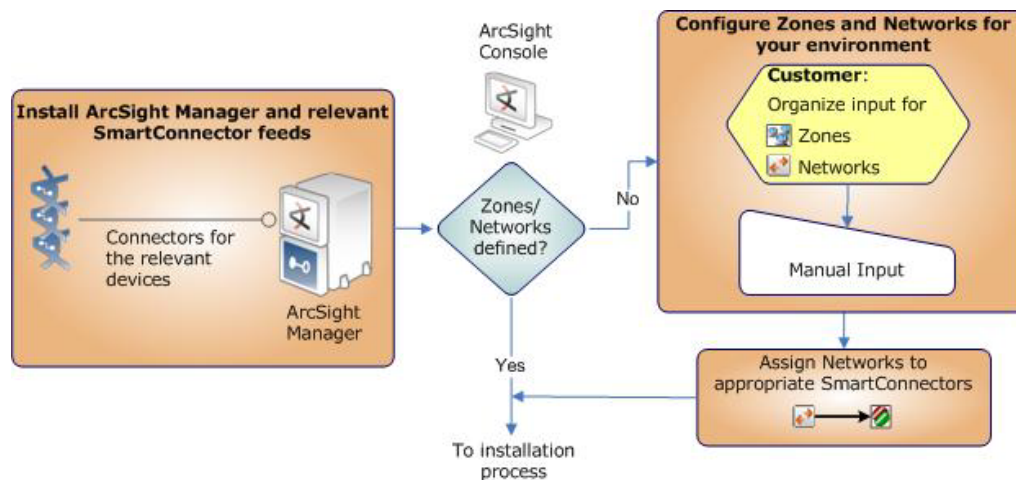 Install ArcSight Manager and relevant
SmartConnector feeds
Connectors for
the relevant
devices
ArcSight
Manager
ArcSight
Console
Zones/
Networks
defined?
No
Yes
To installation
process
Configure Zones and Networks for
your environment
Customer:
Organize input for
Zones
Networks
Manual Input
Assign Networks to
appropriate SmartConnectors